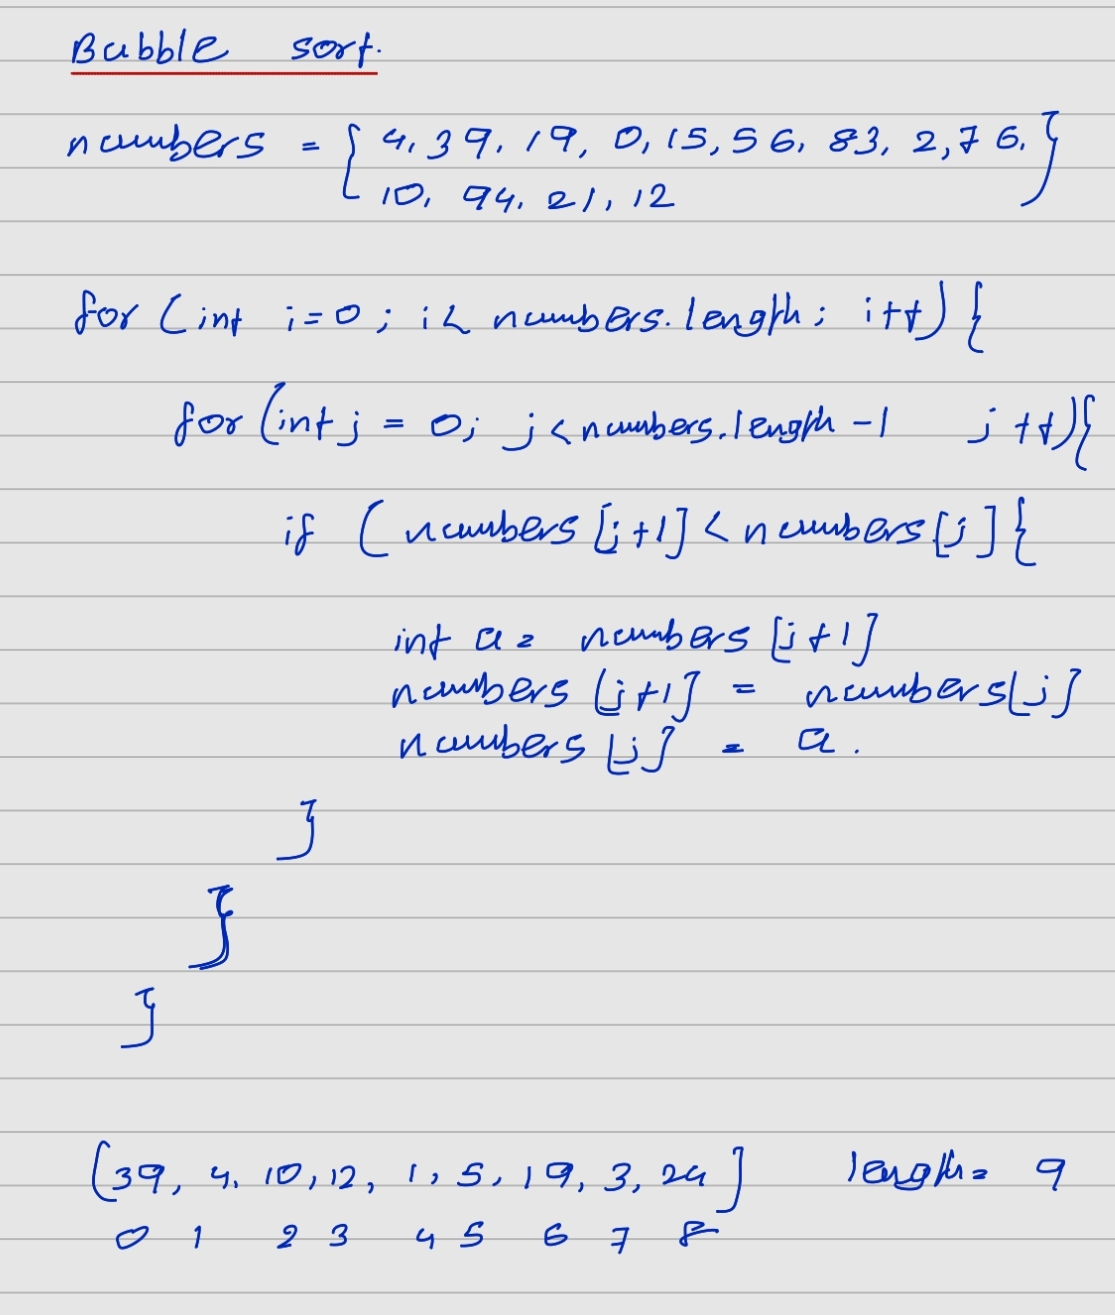 Bubble sort.
numbers = { 4, 39, 19, 0, 15, 56, 83, 2, 76,
10, 94, 21, 12 }
for (int i=0; i< numbers.length; i++) {
for (int j = 0; j<numbers.length -1 j ++){
if ( numbers [j+1] < numbers [j] {
int a = numbers [j+1]
numbers [j+1] = numbers[j]
numbers [j] = a.
}
}
}
[39, 4, 10, 12, 1, 5, 19, 3, 24] length = 9
0 1 2 3 4 5 6 7 8